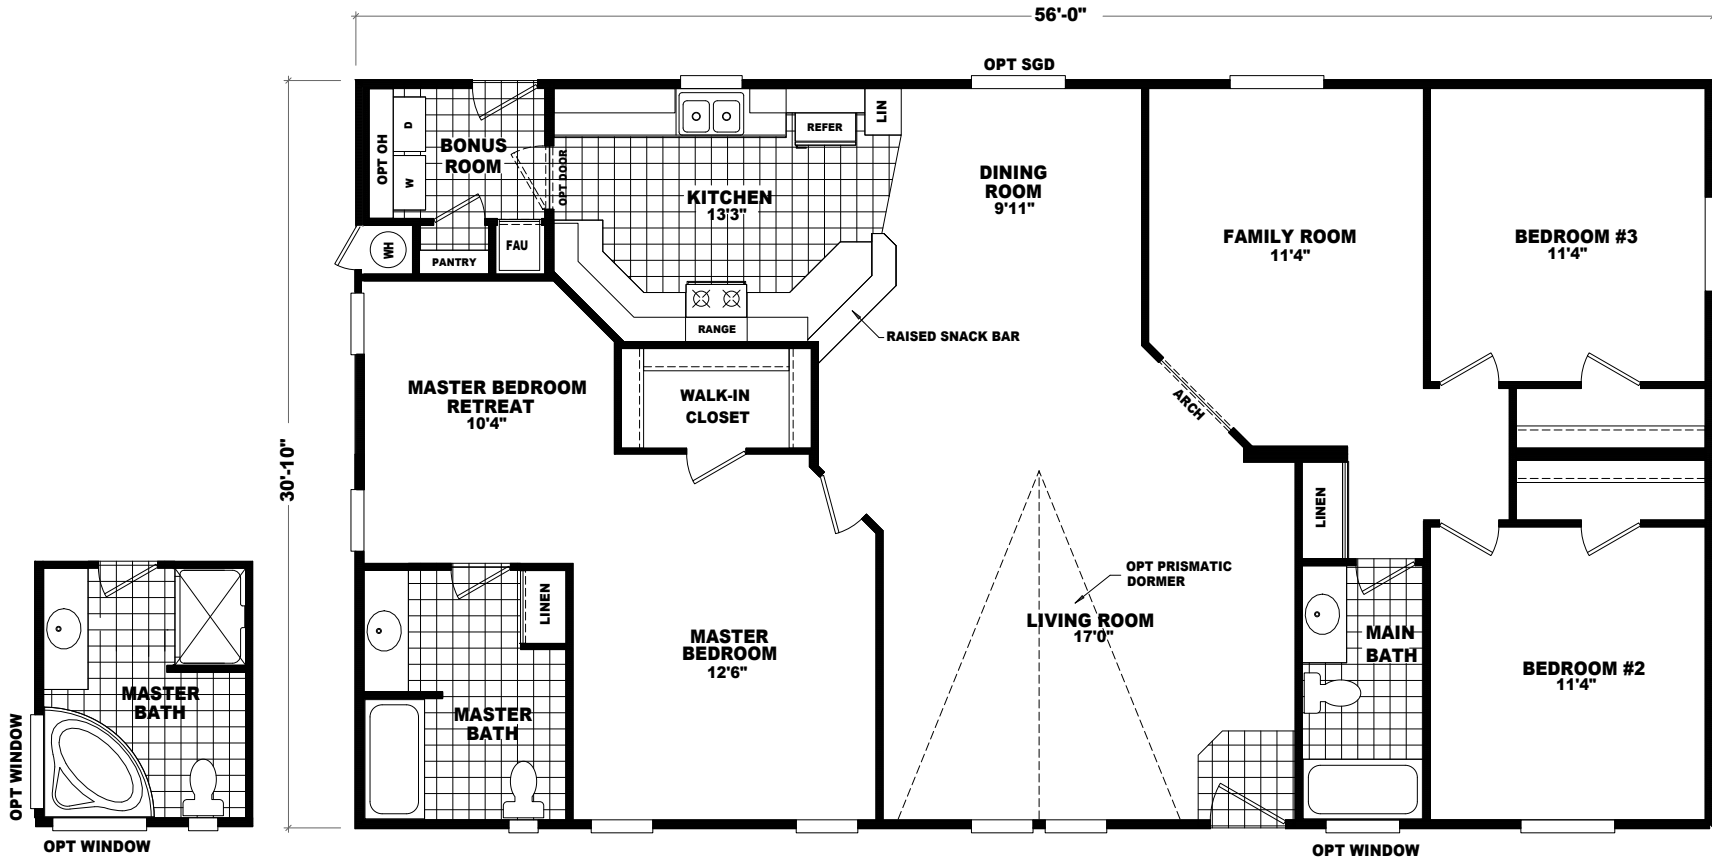 56'-0"
OPT SGD
30'-10"
OPT OH
D
W
BONUS
ROOM
OPT DOOR
WH
PANTRY
FAU
KITCHEN
13'3"
REFER
LIN
RANGE
RAISED SNACK BAR
DINING
ROOM
9'11"
FAMILY ROOM
11'4"
BEDROOM #3
11'4"
ARCH
MASTER BEDROOM
RETREAT
10'4"
WALK-IN
CLOSET
LINEN
OPT PRISMATIC
DORMER
LIVING ROOM
17'0"
MASTER
BEDROOM
12'6"
LINEN
MASTER
BATH
MAIN
BATH
BEDROOM #2
11'4"
OPT WINDOW
MASTER
BATH
OPT WINDOW
OPT WINDOW